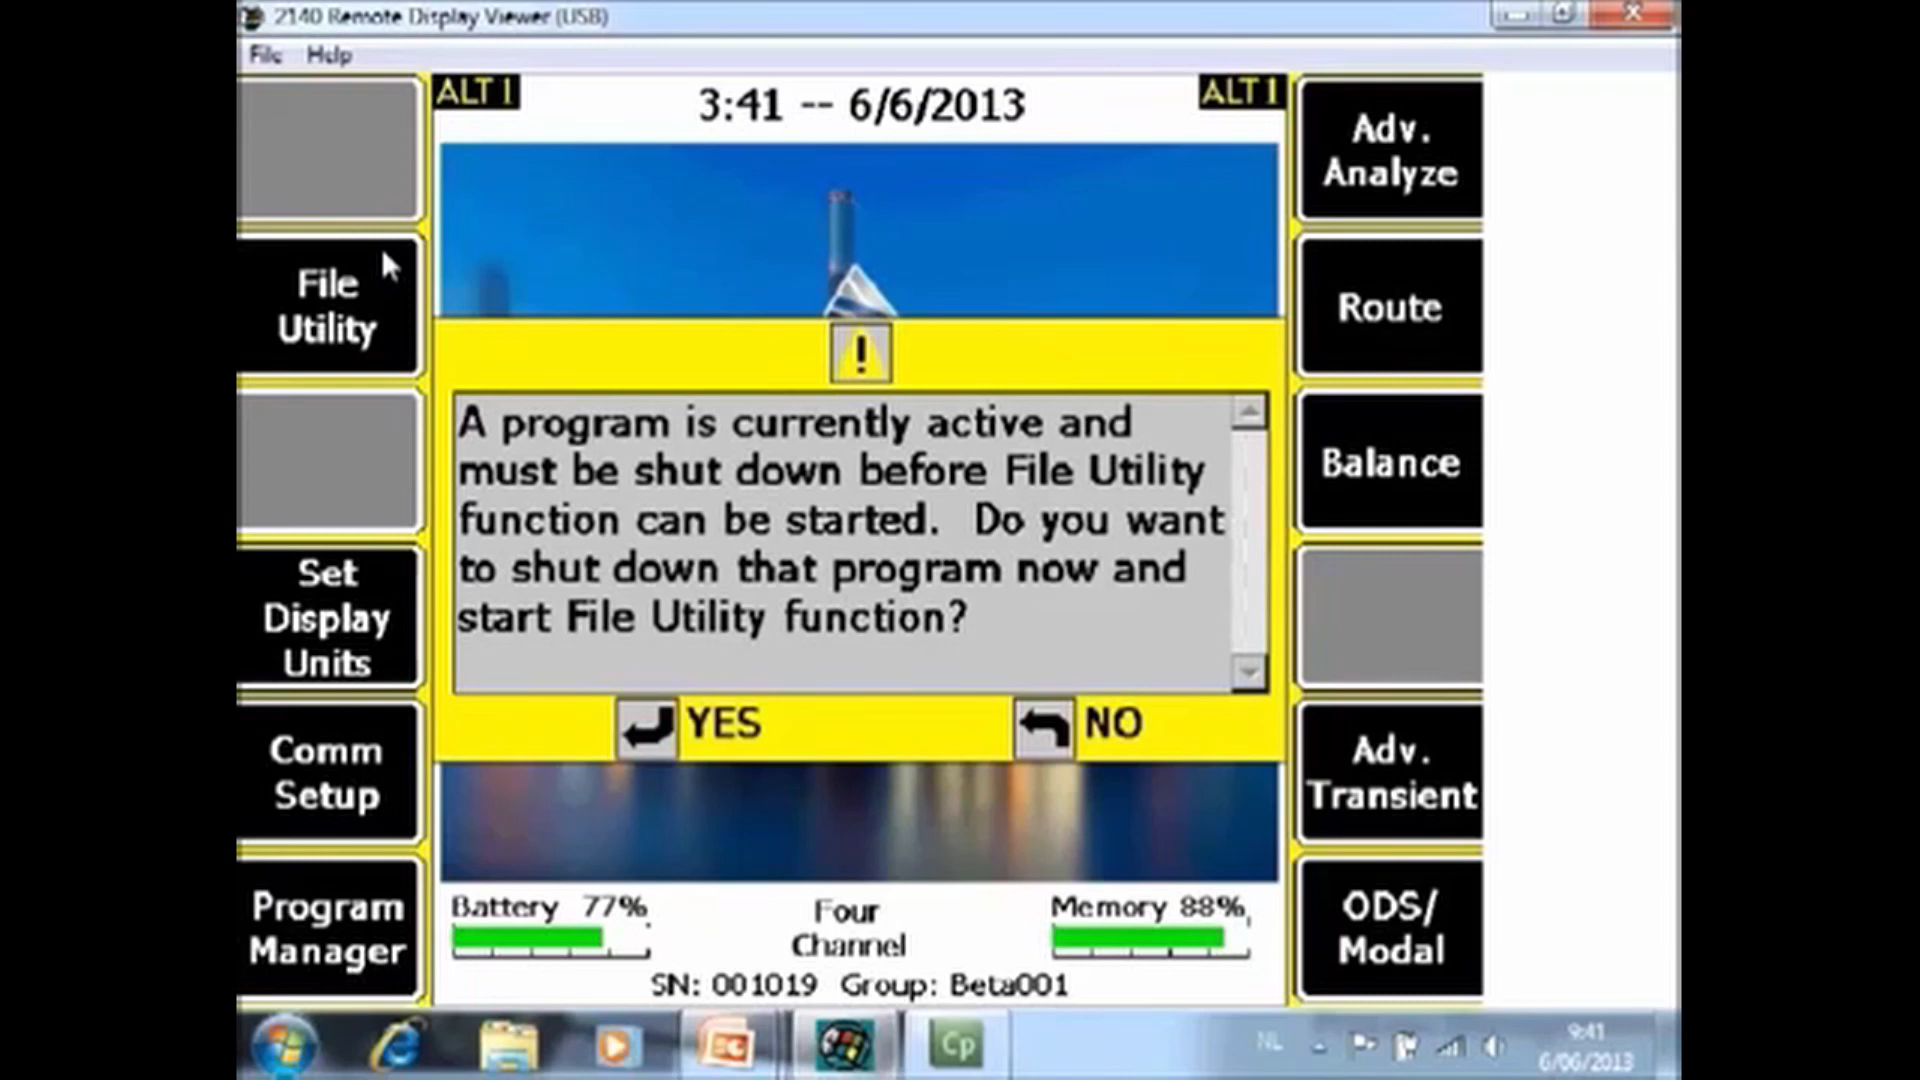 2140 Remote Display Viewer (USB)
File Help
ALT1
3:41 -- 6/6/2013
ALT1
File
Utility
Set
Display
Units
Comm
Setup
Program
Manager
A program is currently active and
must be shut down before File Utility
function can be started. Do you want
to shut down that program now and
start File Utility function?
YES
NO
Battery 77%
Four
Channel
Memory 88%
SN: 001019 Group: Beta001
Adv.
Analyze
Route
Balance
Adv.
Transient
ODS/
Modal
Cp
NL
9:41
6/06/2013